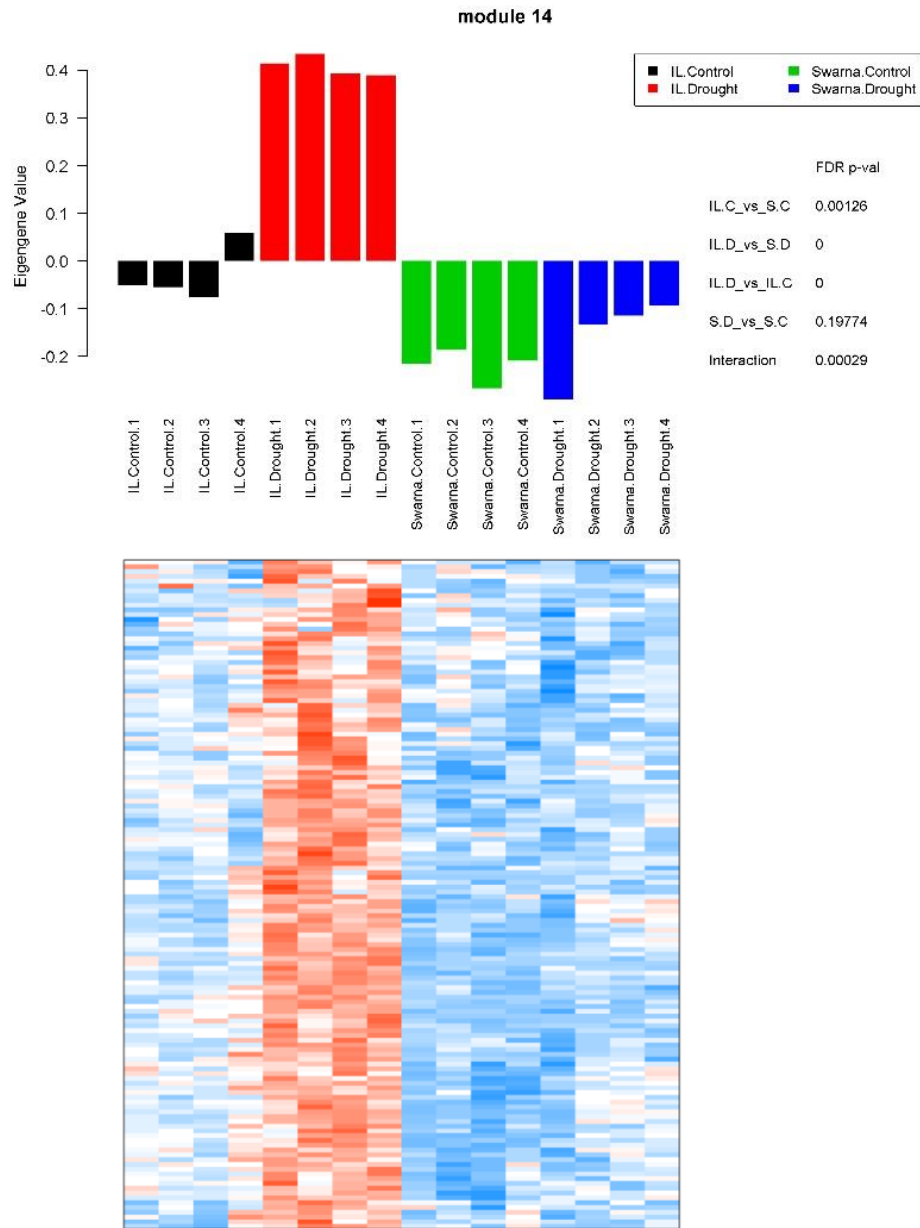 module 14
IL.Control
IL.Drought
Swarna.Control
Swarna.Drought
Eigengene Value
0.4
0.3
0.2
0.1
0.0
-0.1
-0.2
FDR p-val
IL.C_vs_S.C 0.00126
IL.D_vs_S.D 0
IL.D_vs_IL.C 0
S.D_vs_S.C 0.19774
Interaction 0.00029
IL.Control.1
IL.Control.2
IL.Control.3
IL.Control.4
IL.Drought.1
IL.Drought.2
IL.Drought.3
IL.Drought.4
Swarna.Control.1
Swarna.Control.2
Swarna.Control.3
Swarna.Control.4
Swarna.Drought.1
Swarna.Drought.2
Swarna.Drought.3
Swarna.Drought.4